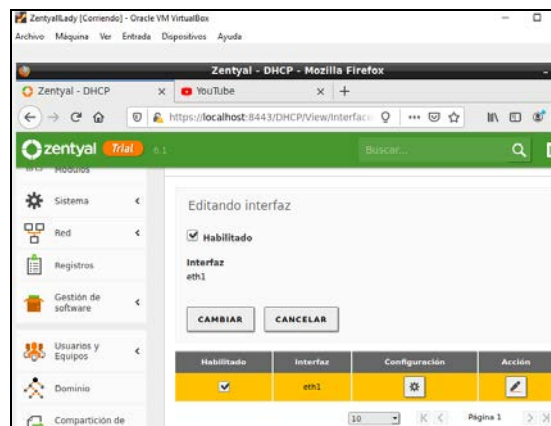 ZentyalLady [Corriendo] - Oracle VM VirtualBox
Archivo Máquina Ver Entrada Dispositivos Ayuda
Zentyal - DHCP - Mozilla Firefox
Zentyal - DHCP
YouTube
https://localhost:8443/DHCP/View/Interface
zentyal Trial 6.1
Buscar...
Módulos
Sistema
Red
Registros
Gestión de
software
Usuarios y
Equipos
Dominio
Compartición de
Editando interfaz
Habilitado
Interfaz
eth1
CAMBIAR CANCELAR
Habilitado Interfaz Configuración Acción
eth1
10 Página 1